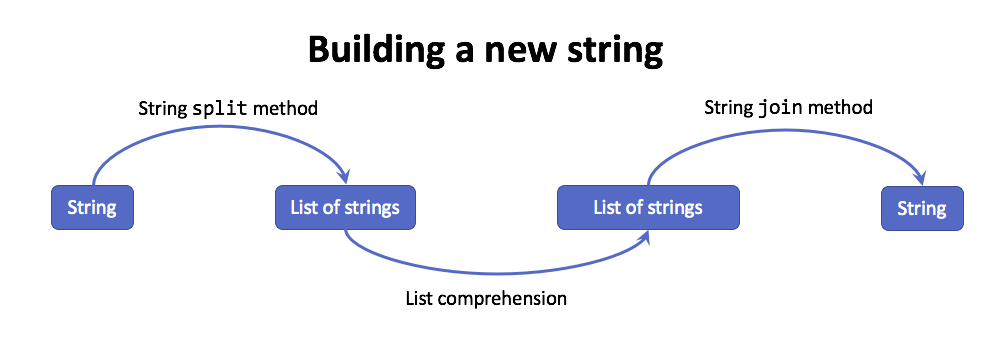 Building a new string
String split method
String join method
String
List of strings
List of strings
String
List comprehension